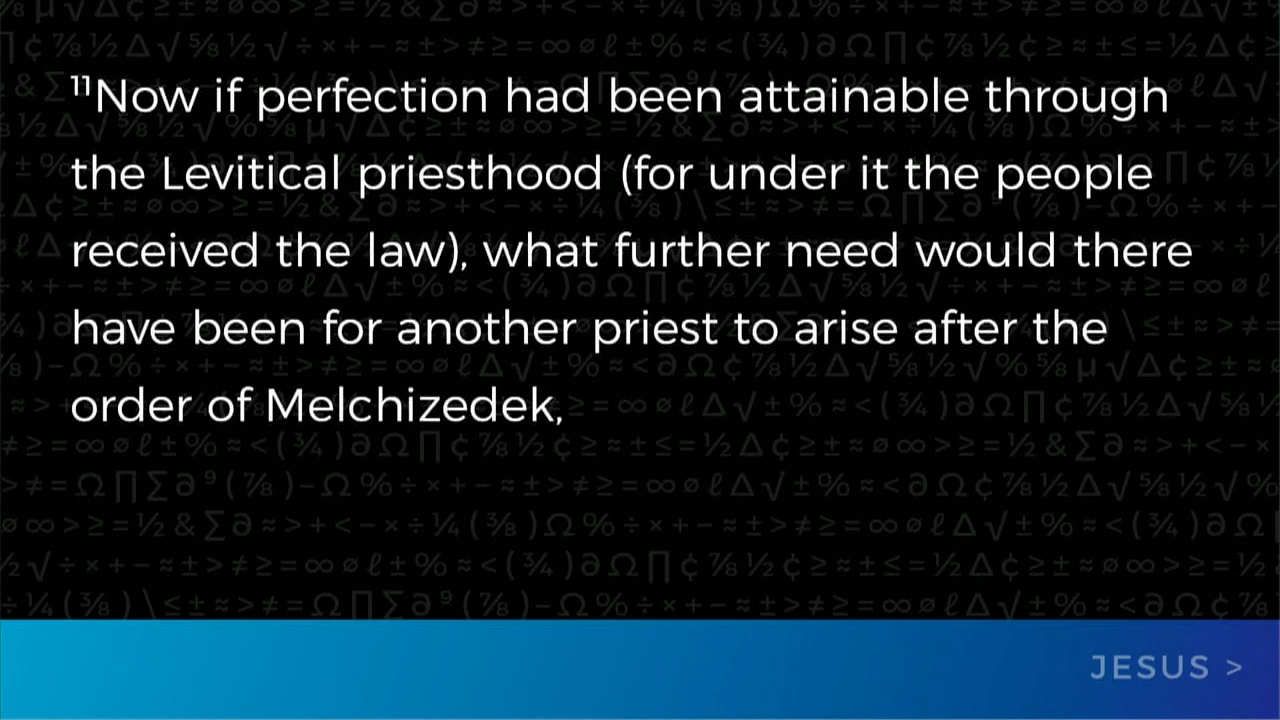 ¹¹Now if perfection had been attainable through
the Levitical priesthood (for under it the people
received the law), what further need would there
have been for another priest to arise after the
order of Melchizedek,
JESUS >